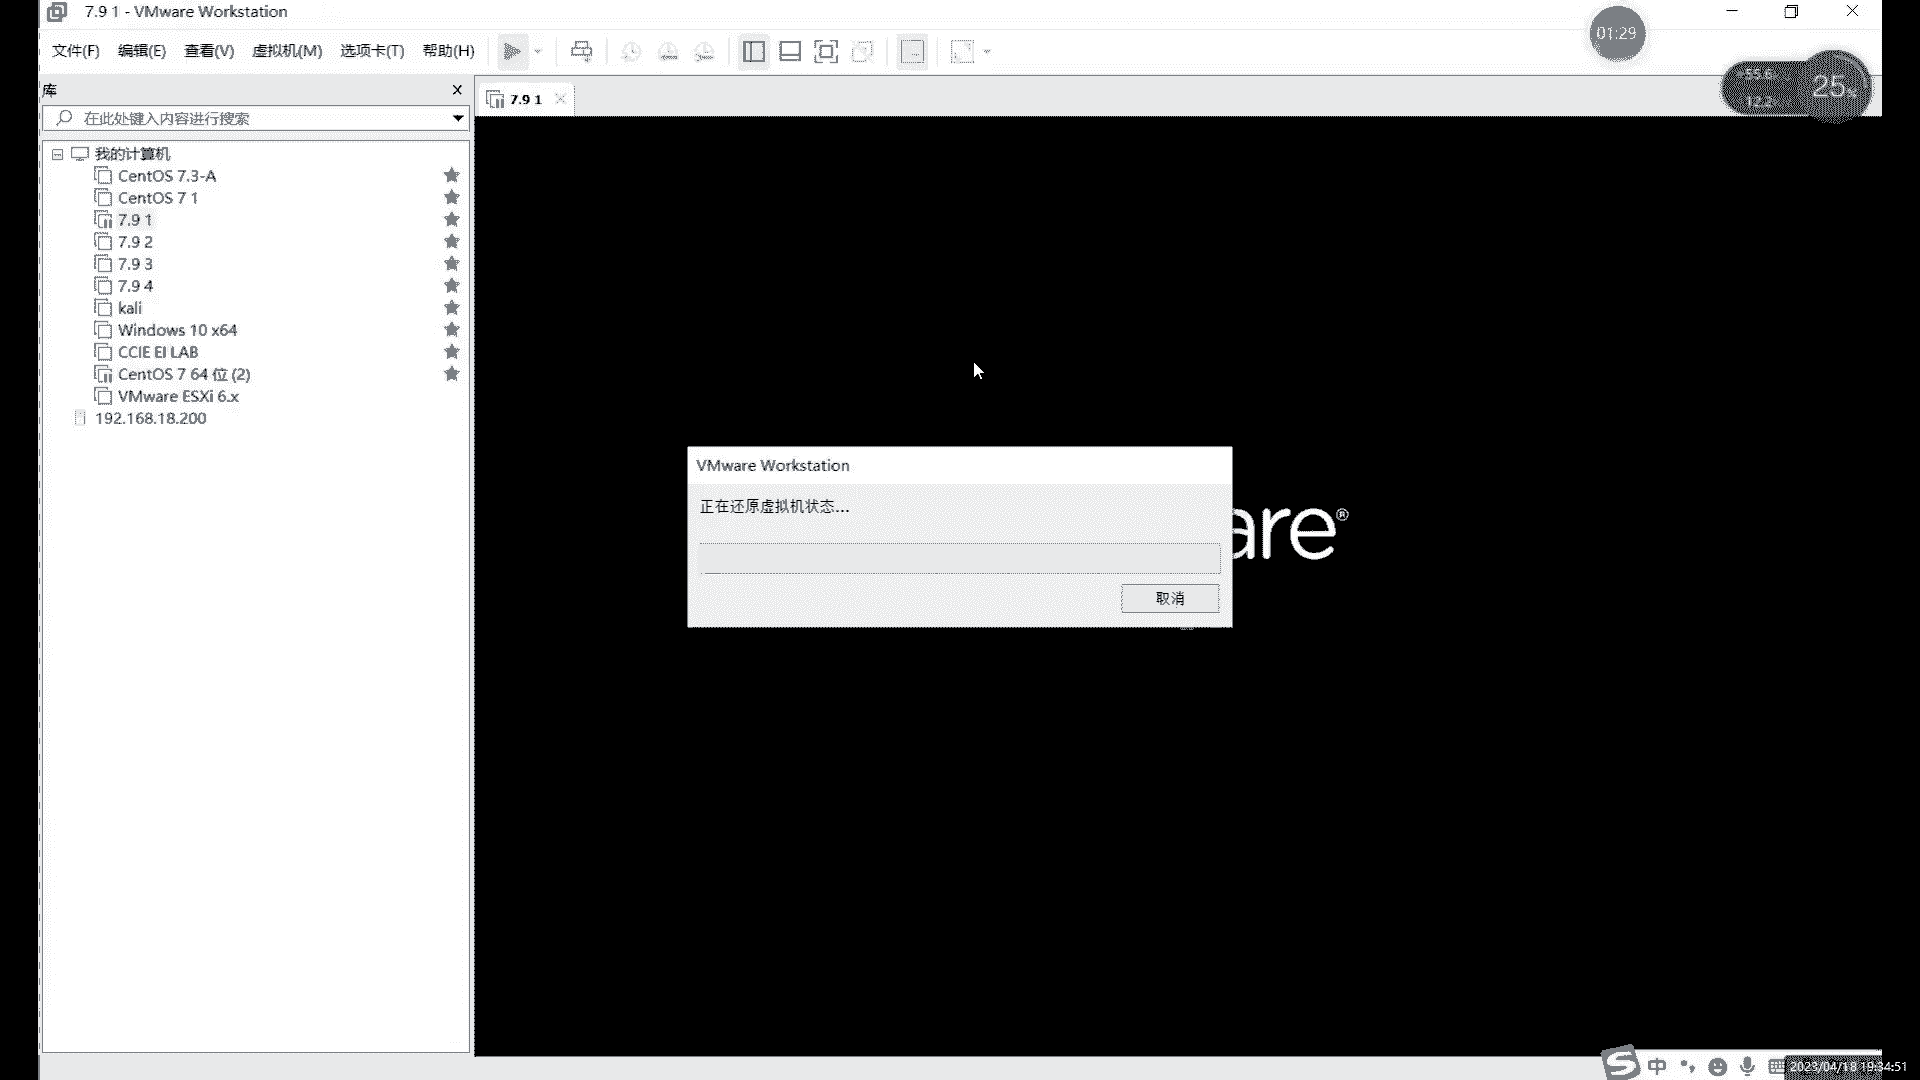 7.9 1 - VMware Workstation
01:29
文件(F) 编辑(E) 查看(V) 虚拟机(M) 选项卡(T) 帮助(H)
55.6
12.2
25%
库
7.9 1
在此处键入内容进行搜索
我的计算机
CentOS 7.3-A
CentOS 7 1
7.9 1
7.9 2
7.9 3
7.9 4
kali
Windows 10 x64
CCIE EI LAB
CentOS 7 64 位 (2)
VMware ESXi 6.x
192.168.18.200
VMware Workstation
正在还原虚拟机状态...
are®
取消
中
2023/04/18 19:34:51